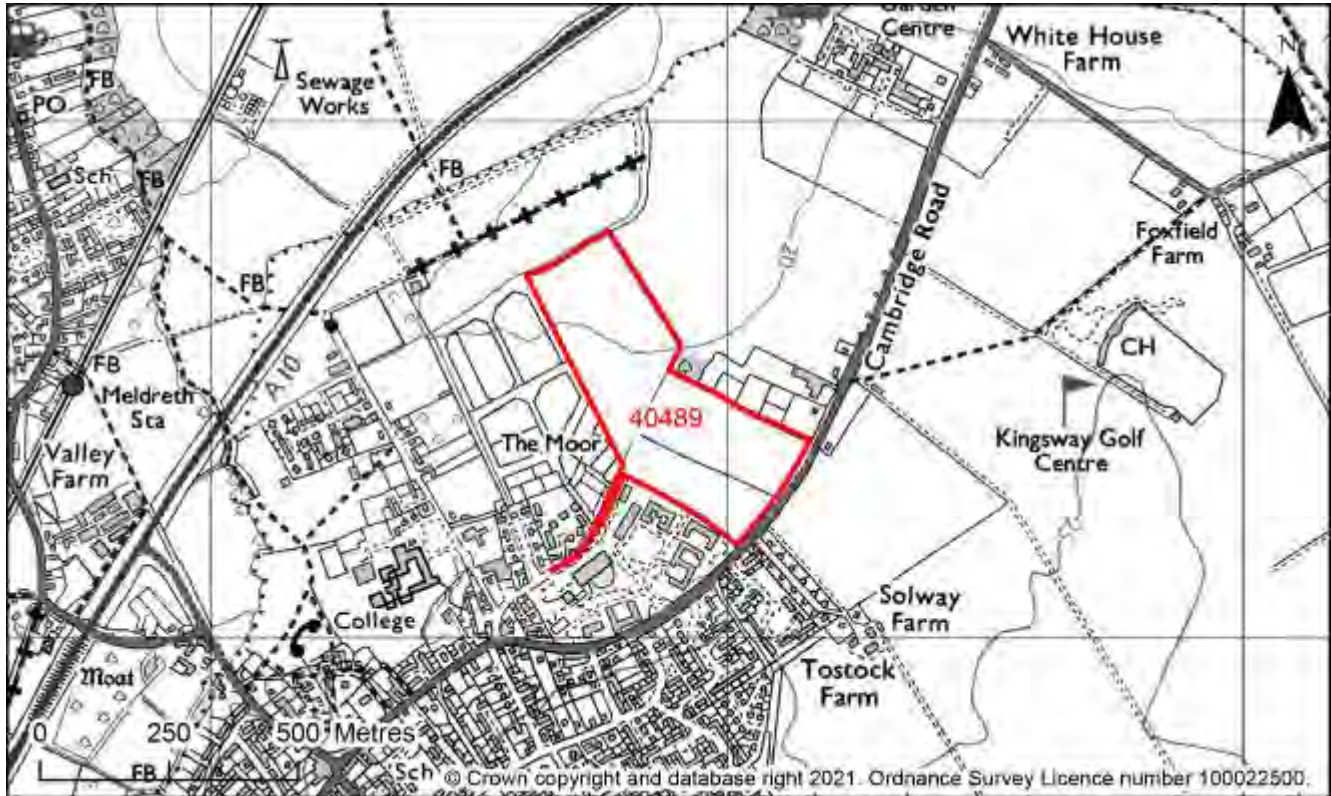 Garden
Centre
White House
Farm
N
FB
PO
Sewage
Works
Sch
FB
FB
FB
Cambridge Road
20
Foxfield
Farm
FB
A10
CH
Meldreth
Sta
40489
The Moor
Kingsway Golf
Centre
Valley
Farm
College
Solway
Farm
Tostock
Farm
Moat
0 250 500 Metres
FB
Sch
© Crown copyright and database right 2021. Ordnance Survey Licence number 100022500.